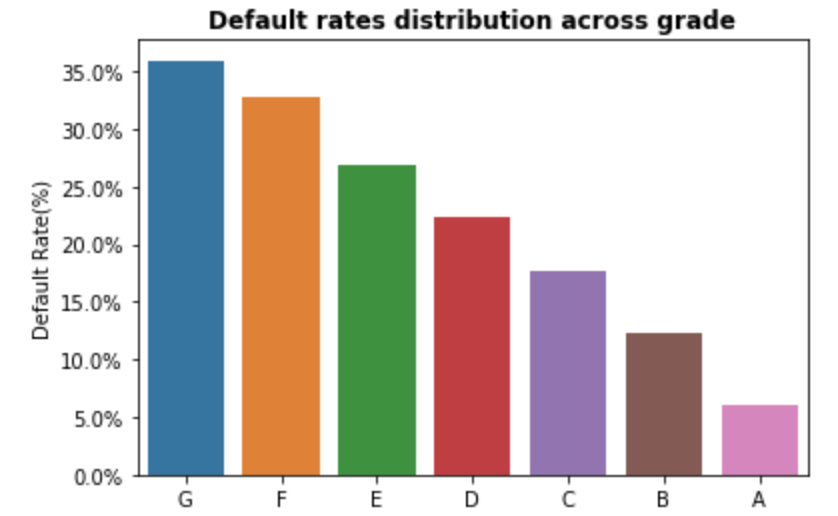 Default rates distribution across grade
Default Rate(%)
35.0%
30.0%
25.0%
20.0%
15.0%
10.0%
5.0%
0.0%
G F E D C B A